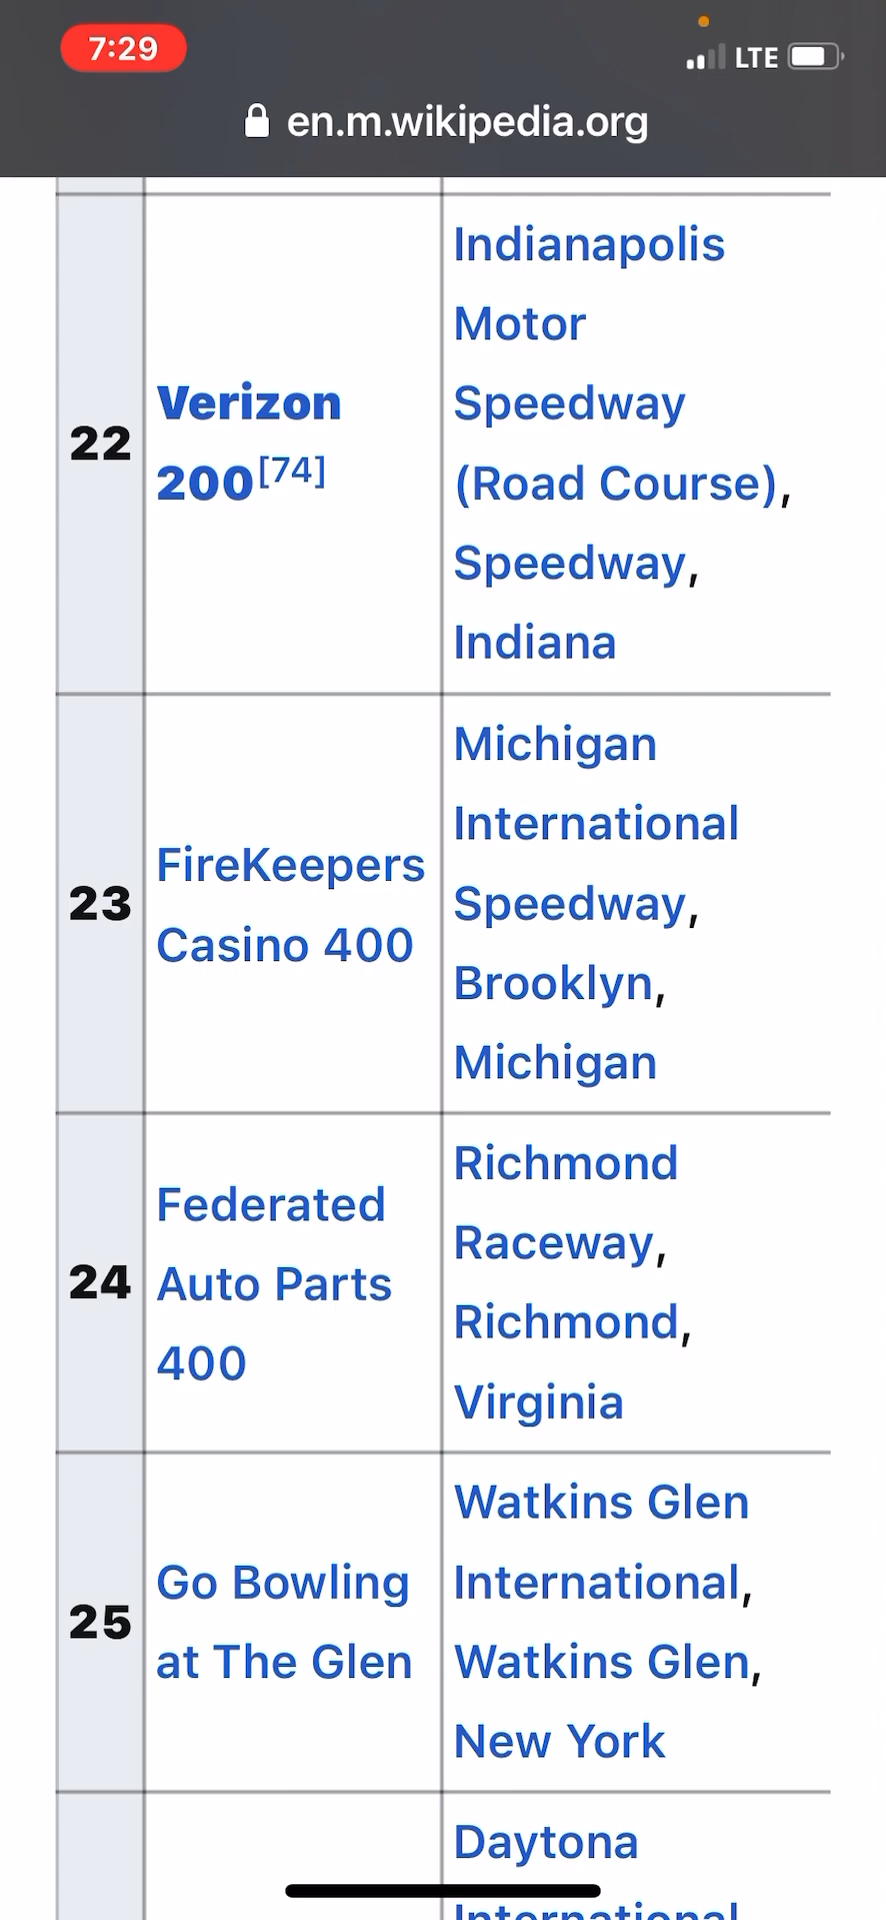 7:29
LTE
en.m.wikipedia.org
22
Verizon
200[74]
Indianapolis
Motor
Speedway
(Road Course),
Speedway,
Indiana
23
FireKeepers
Casino 400
Michigan
International
Speedway,
Brooklyn,
Michigan
24
Federated
Auto Parts
400
Richmond
Raceway,
Richmond,
Virginia
25
Go Bowling
at The Glen
Watkins Glen
International,
Watkins Glen,
New York
Daytona
International